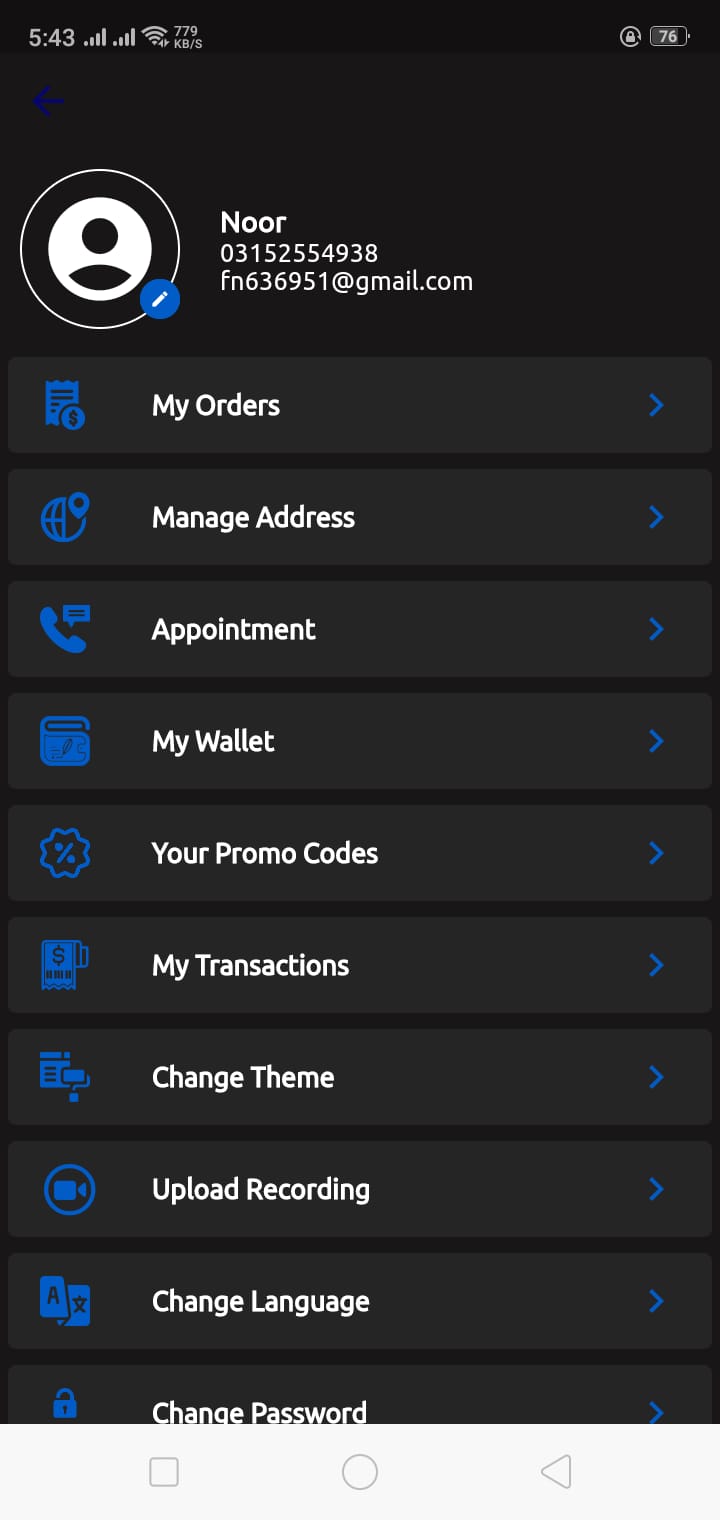 5:43 779 KB/S 76
Noor
03152554938
fn636951@gmail.com
My Orders
Manage Address
Appointment
My Wallet
Your Promo Codes
My Transactions
Change Theme
Upload Recording
Change Language
Change Password